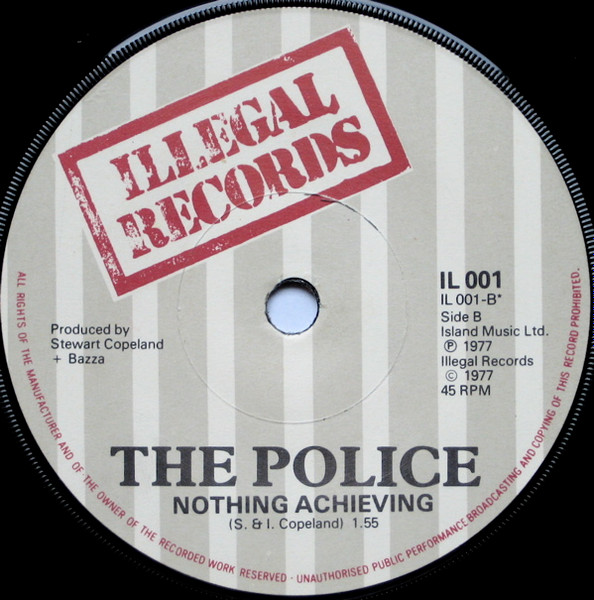 ILLEGAL
RECORDS
IL 001
IL 001-B*
Side B
Island Music Ltd.
Ⓟ 1977
Illegal Records
© 1977
45 RPM
Produced by
Stewart Copeland
+ Bazza
THE POLICE
NOTHING ACHIEVING
(S. & I. Copeland) 1.55
ALL RIGHTS OF THE MANUFACTURER AND OF THE OWNER OF THE RECORDED WORK RESERVED · UNAUTHORISED PUBLIC PERFORMANCE BROADCASTING AND COPYING OF THIS RECORD PROHIBITED.